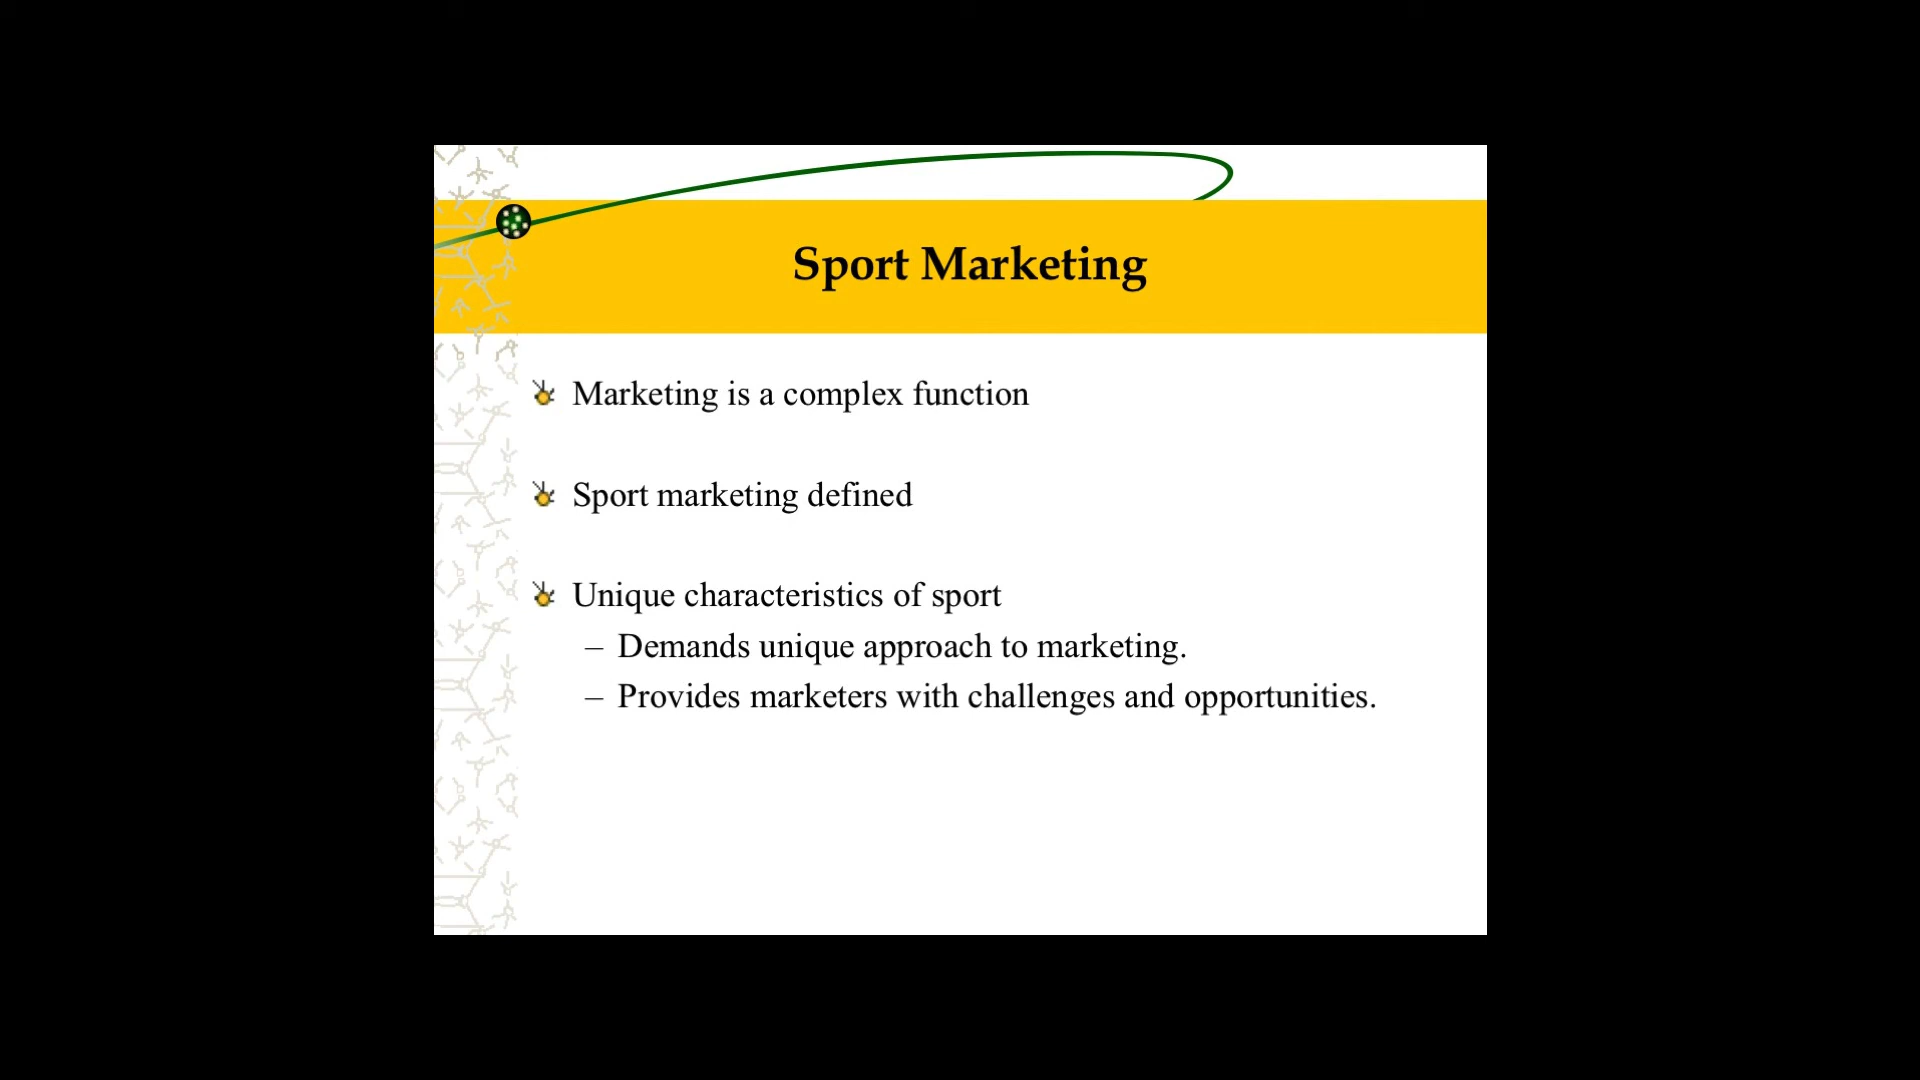 Sport Marketing
Marketing is a complex function
Sport marketing defined
Unique characteristics of sport
– Demands unique approach to marketing.
– Provides marketers with challenges and opportunities.